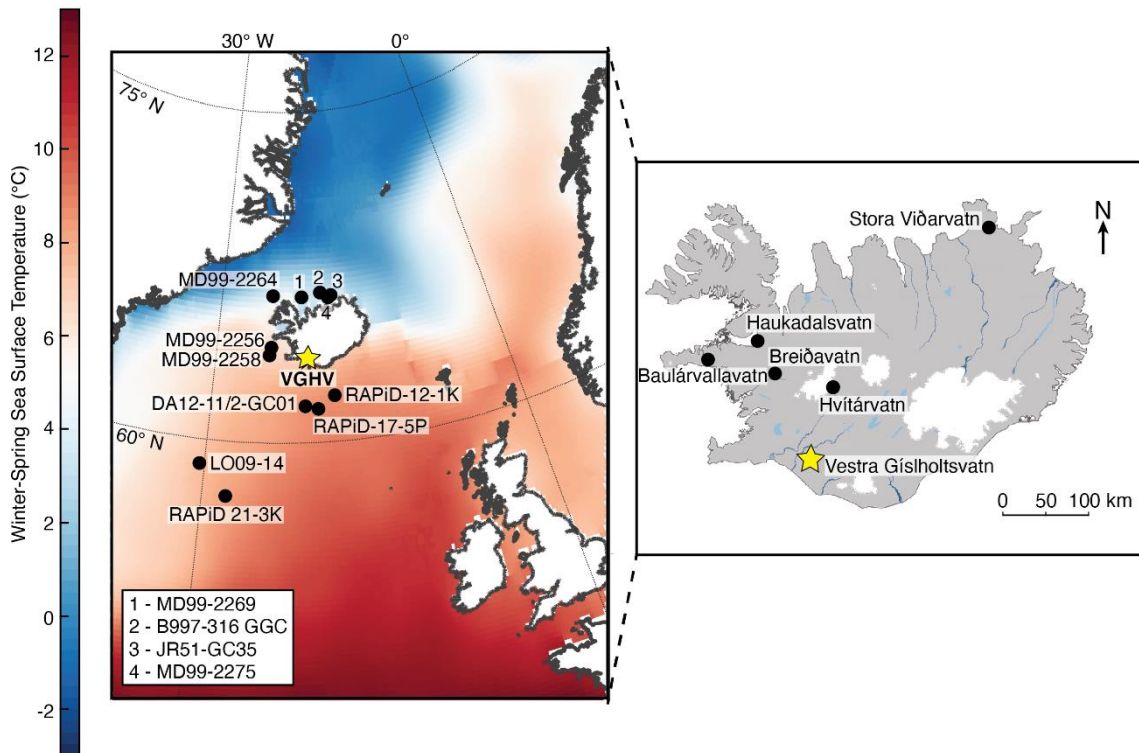 12
10
8
6
4
2
0
-2
Winter-Spring Sea Surface Temperature (°C)
30° W
0°
75° N
60° N
MD99-2264
1
2
3
4
MD99-2256
MD99-2258
VGHV
DA12-11/2-GC01
RAPiD-12-1K
RAPiD-17-5P
LO09-14
RAPiD 21-3K
1 - MD99-2269
2 - B997-316 GGC
3 - JR51-GC35
4 - MD99-2275
Stora Viðarvatn
N
Haukadalsvatn
Breiðavatn
Baulárvallavatn
Hvítárvatn
Vestra Gíslholtsvatn
0 50 100 km